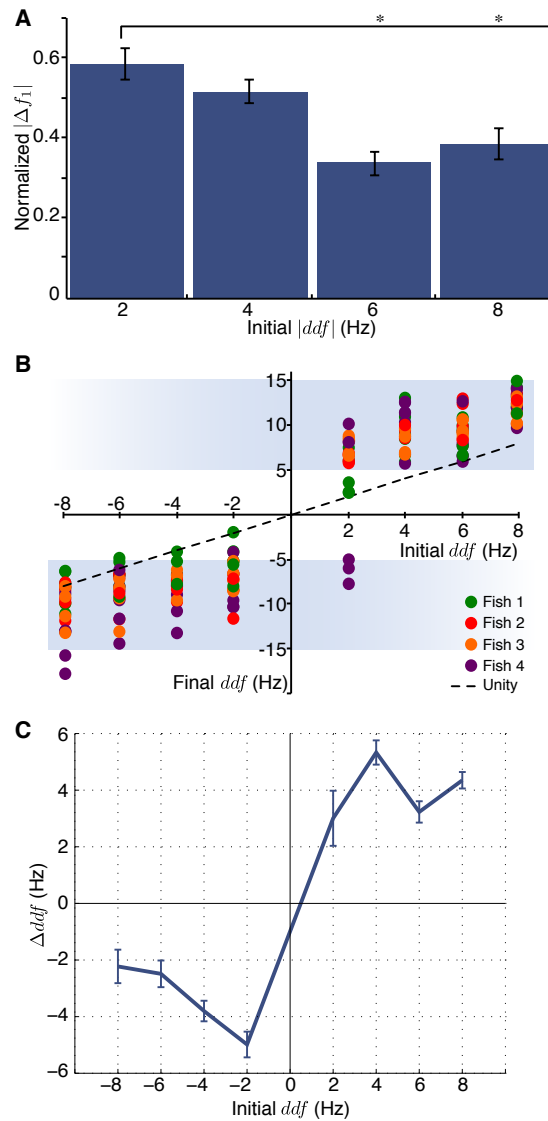 A
* *
0.6
0.4
0.2
0
Normalized |Δf₁|
2 4 6 8
Initial |ddf| (Hz)
B
15
10
5
-8 -6 -4 -2
2 4 6 8
Initial ddf (Hz)
-5
-10
-15
Fish 1
Fish 2
Fish 3
Fish 4
Unity
Final ddf (Hz)
C
6
4
2
0
−2
−4
−6
Δddf (Hz)
−8 −6 −4 −2 0 2 4 6 8
Initial ddf (Hz)